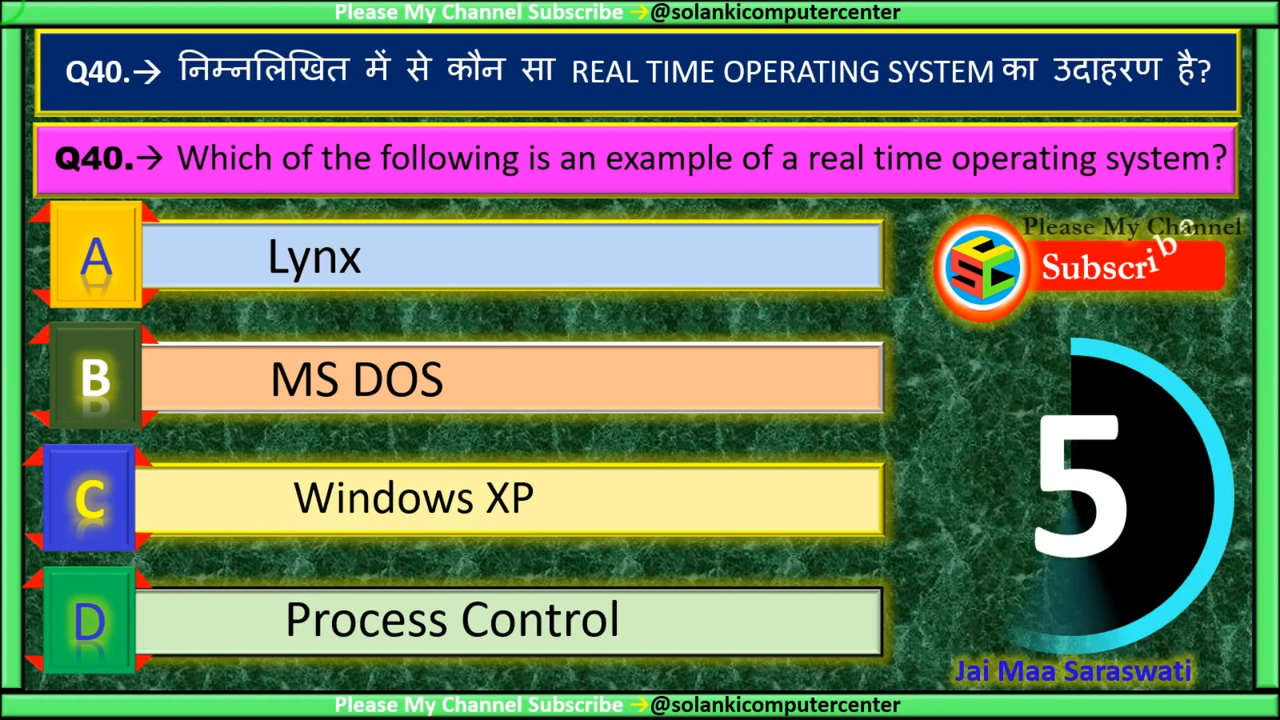 Please My Channel Subscribe →@solankicomputercenter
Q40.→ निम्नलिखित में से कौन सा REAL TIME OPERATING SYSTEM का उदाहरण है?
Q40.→ Which of the following is an example of a real time operating system?
A Lynx
Please My Channel
Subscribe
B MS DOS
C Windows XP
5
D Process Control
Jai Maa Saraswati
Please My Channel Subscribe →@solankicomputercenter